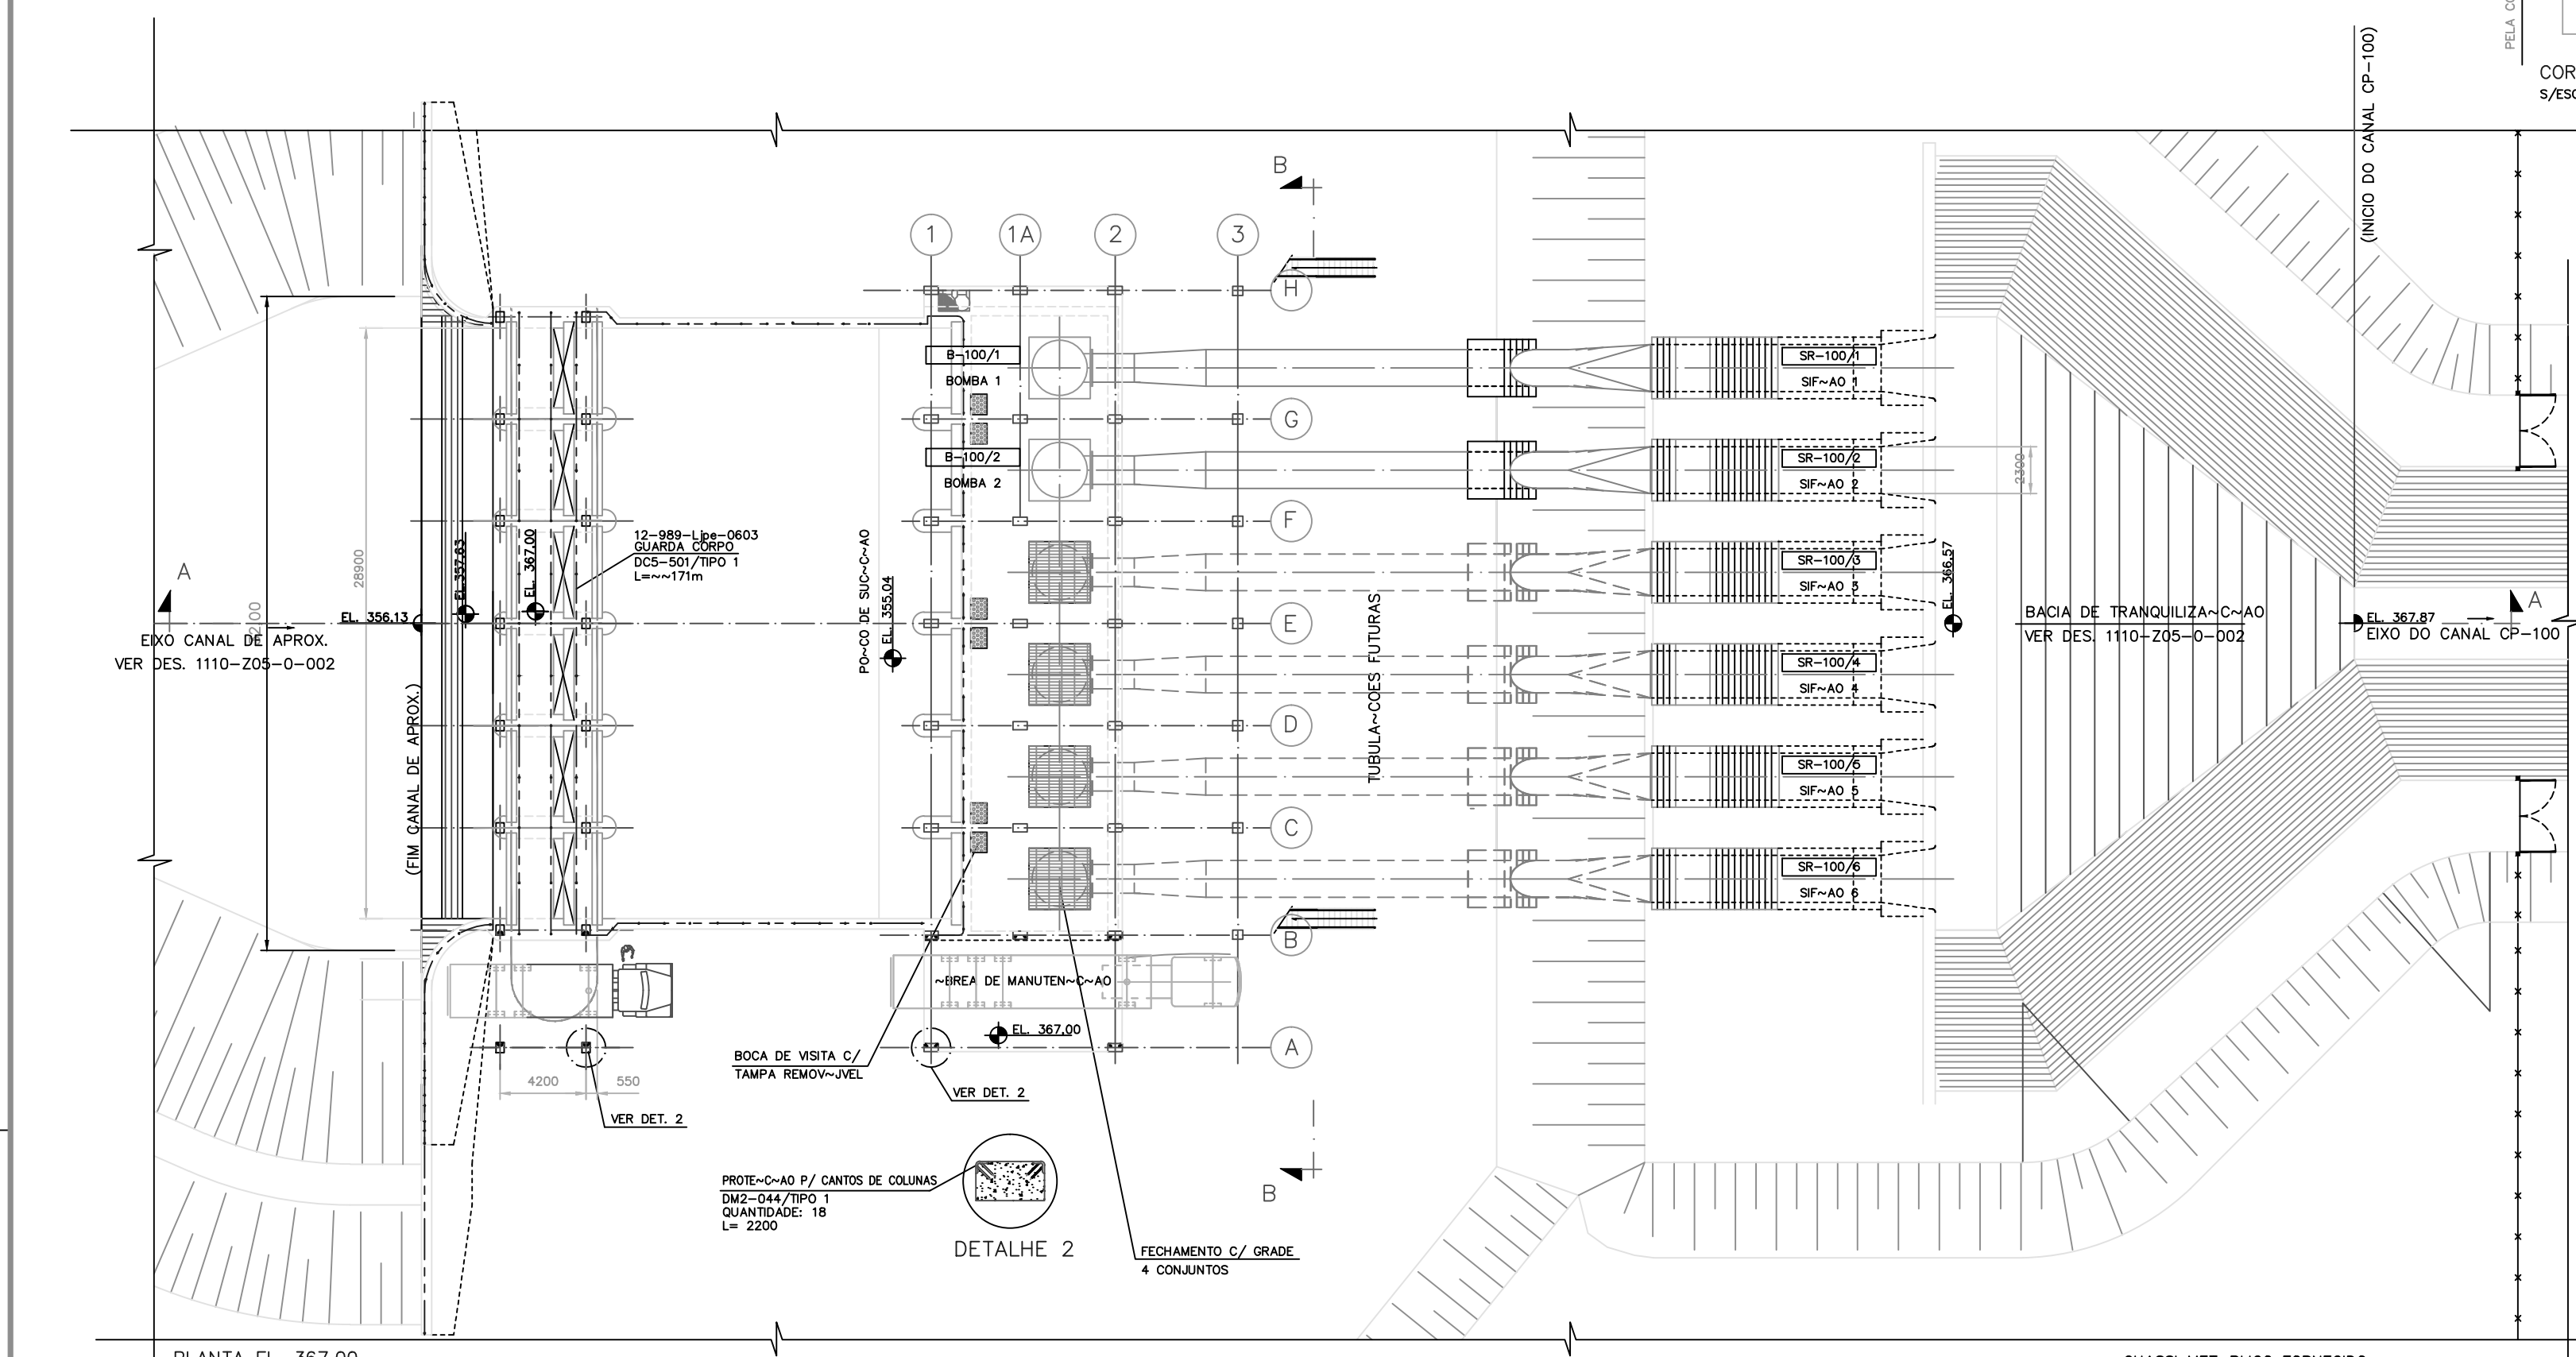 PELA
COR
S/ESC
(INICIO DO CANAL CP-100)
B
1
1A
2
3
H
B-100/1
BOMBA 1
SR-100/1
SIF~AO 1
G
B-100/2
BOMBA 2
SR-100/2
SIF~AO 2
2300
F
12-989-Ljpe-0603
GUARDA CORPO
DC5-501/TIPO 1
L=~~171m
28900
EL357.63
EL. 367.00
PO~CO DE SUC~C~AO
EL. 355.04
SR-100/3
SIF~AO 3
EL. 366.57
A
EL. 356.13
EIXO CANAL DE APROX.
VER DES. 1110-Z05-0-002
E
BACIA DE TRANQUILIZA~C~AO
VER DES. 1110-Z05-0-002
A
EL. 367.87
EIXO DO CANAL CP-100
TUBULA~COES FUTURAS
SR-100/4
SIF~AO 4
(FIM CANAL DE APROX.)
D
SR-100/5
SIF~AO 5
C
SR-100/6
SIF~AO 6
B
~BREA DE MANUTEN~C~AO
EL. 367.00
A
BOCA DE VISITA C/
TAMPA REMOV~JVEL
4200
550
VER DET. 2
VER DET. 2
PROTE~C~AO P/ CANTOS DE COLUNAS
DM2-044/TIPO 1
QUANTIDADE: 18
L= 2200
B
DETALHE 2
FECHAMENTO C/ GRADE
4 CONJUNTOS
PLANTA EL. 367.00